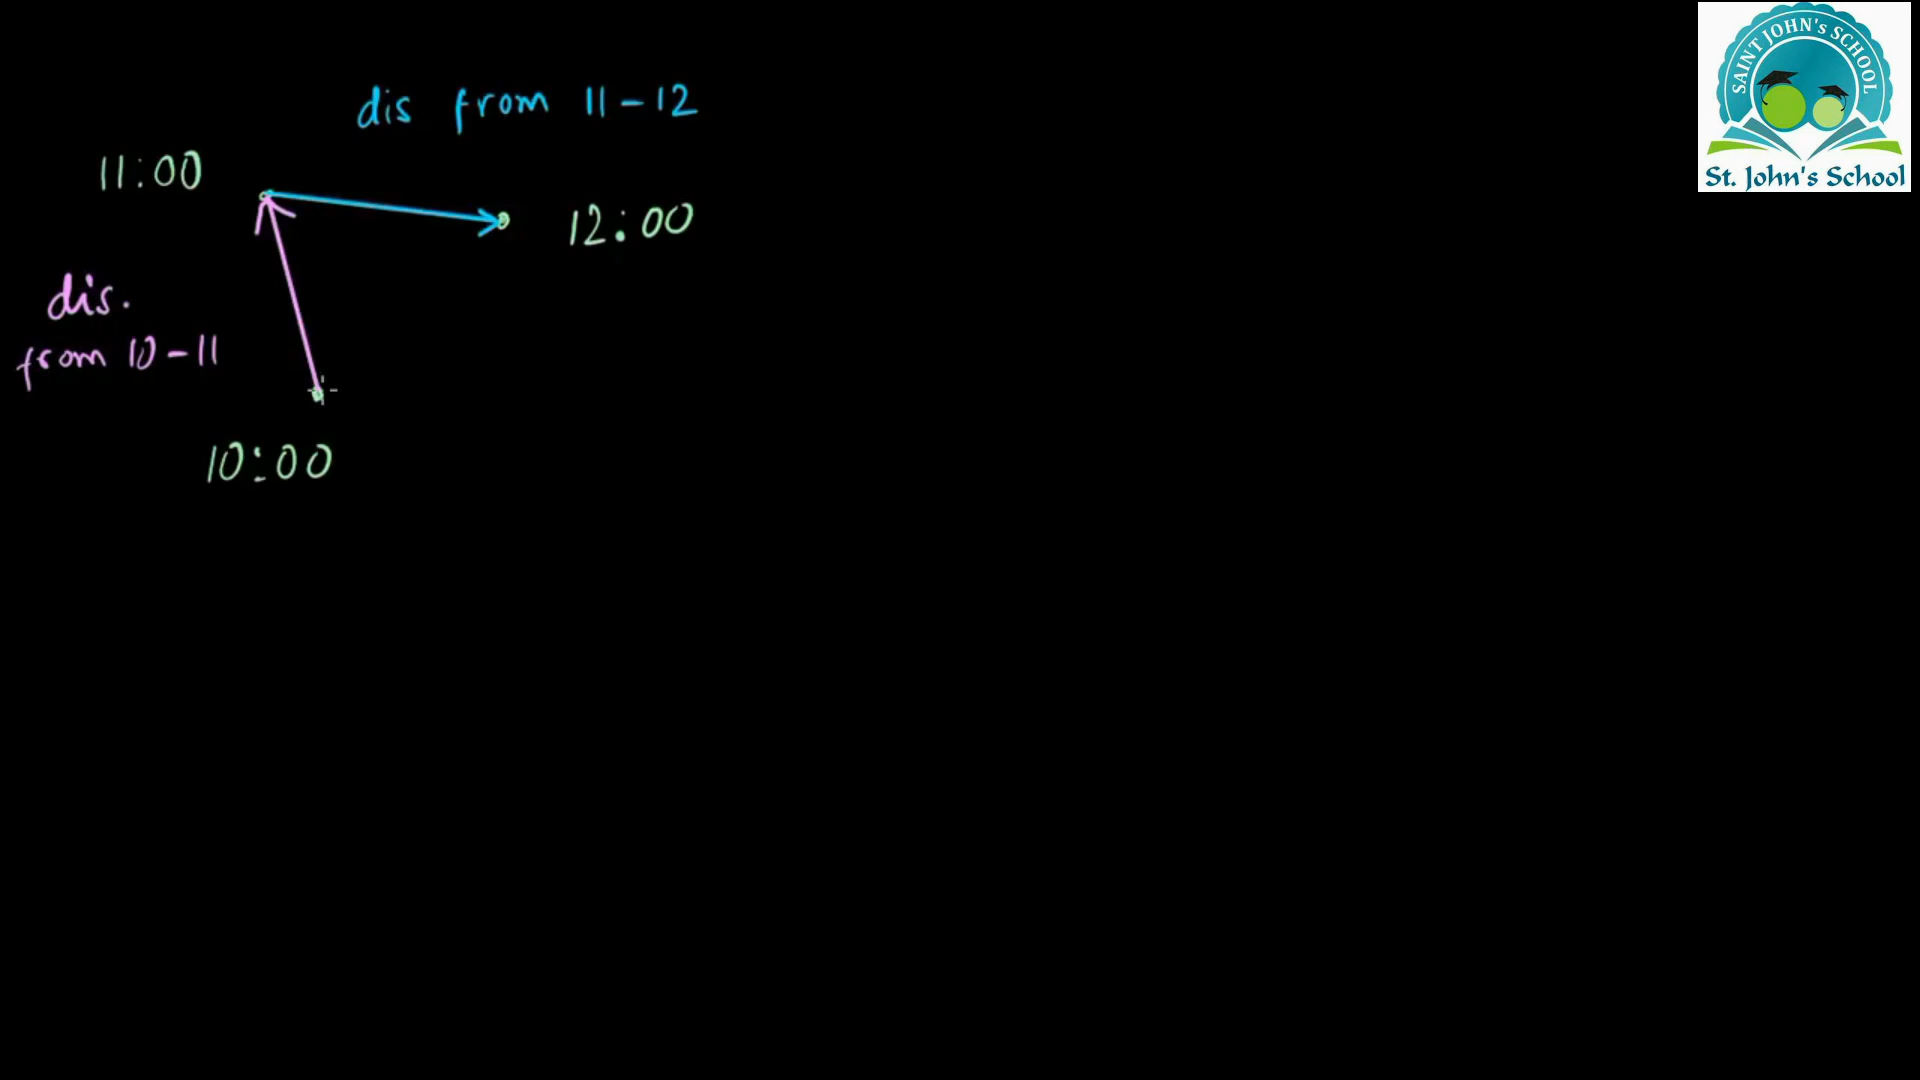 dis from 11-12
11:00
12:00
dis.
from 10-11
10:00
SAINT JOHN's SCHOOL
St. John's School